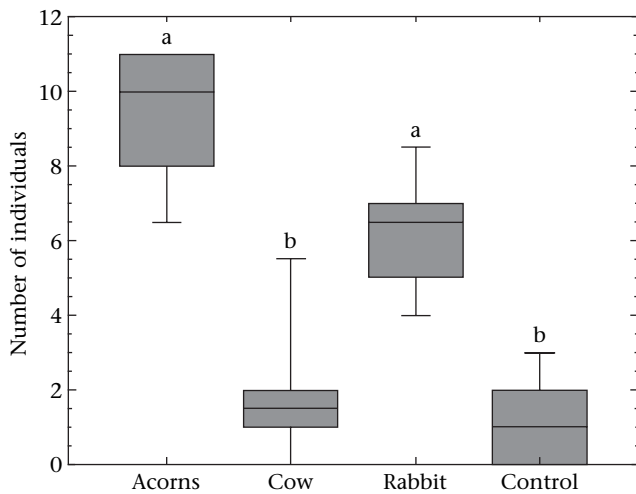 12
10
8
6
4
2
0
Number of individuals
a
b
a
b
Acorns Cow Rabbit Control